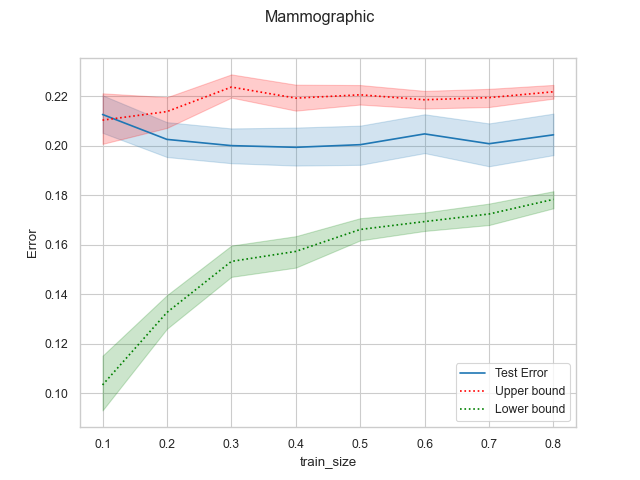 Mammographic
Error
0.22
0.20
0.18
0.16
0.14
0.12
0.10
0.1 0.2 0.3 0.4 0.5 0.6 0.7 0.8
train_size
Test Error
Upper bound
Lower bound